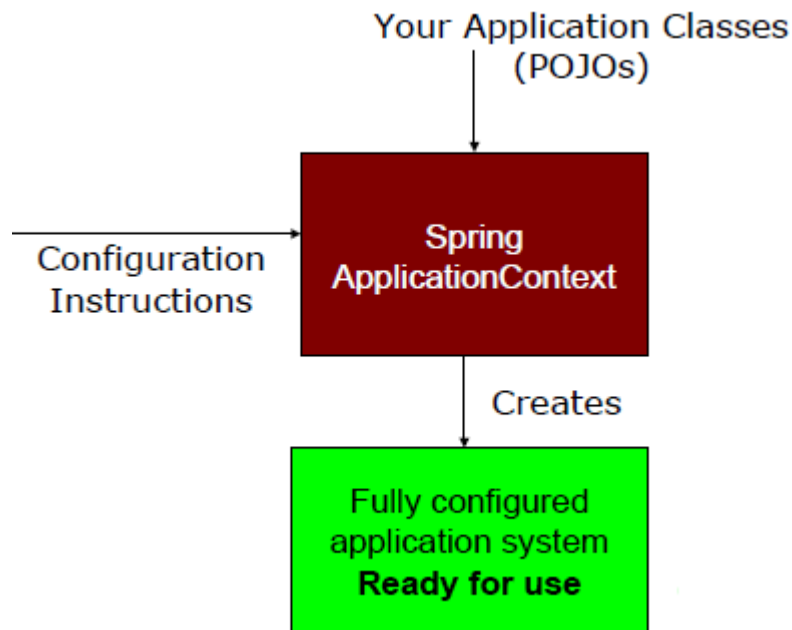 Your Application Classes
(POJOs)
Spring
ApplicationContext
Configuration
Instructions
Creates
Fully configured
application system
Ready for use